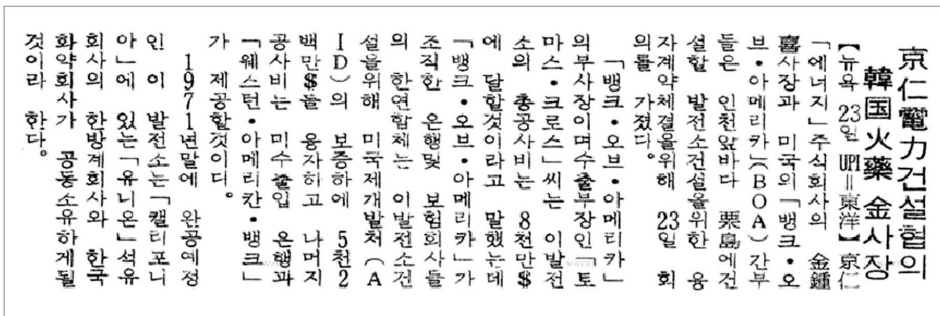 京仁電力건설협의
韓国火藥 金사장
【뉴욕 23일 UPI=東洋】京仁
「에너지」주식회사의 金鍾
喜사장과 미국의「뱅크·오
브·아메리카」(BOA) 간부
들은 인천앞바다 栗島에건
설할 발전소건설을위한 융
자계약체결을위해 23일 회
의를 가졌다。
「뱅크·오브·아메리카」
의부사장이며수출부장인「토
마스·크로스」씨는 이발전
소의 총공사비는 8천만$
에 달할것이라고 말했는데
「뱅크·오브·아메리카」가
조직한 은행및 보험회사들
의 한연합체는 이발전소건
설을위해 미국제개발처(A
ID)의 보증하에 5천2
백만$를 융자하고 나머지
공사비는 미수출입 은행과
「웨스턴·아메리칸·뱅크」
가 제공할것이다。
1971년말에 완공예정
인 이 발전소는「캘리포니
아」에 있는「유니온」석유
회사의 한방계회사와 한국
화약회사가 공동소유하게될
것이라 한다。